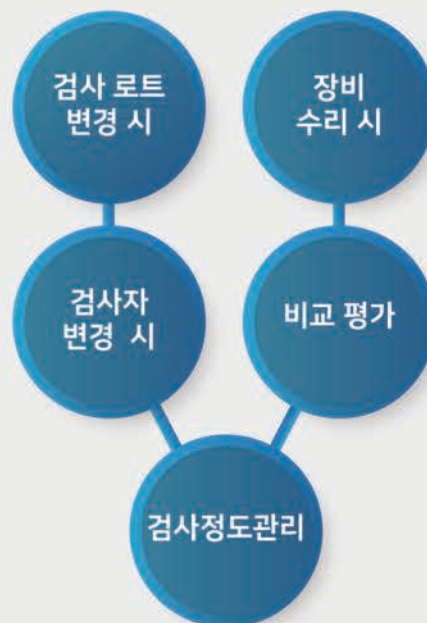 검사 로트
변경 시
장비
수리 시
검사자
변경 시
비교 평가
검사정도관리